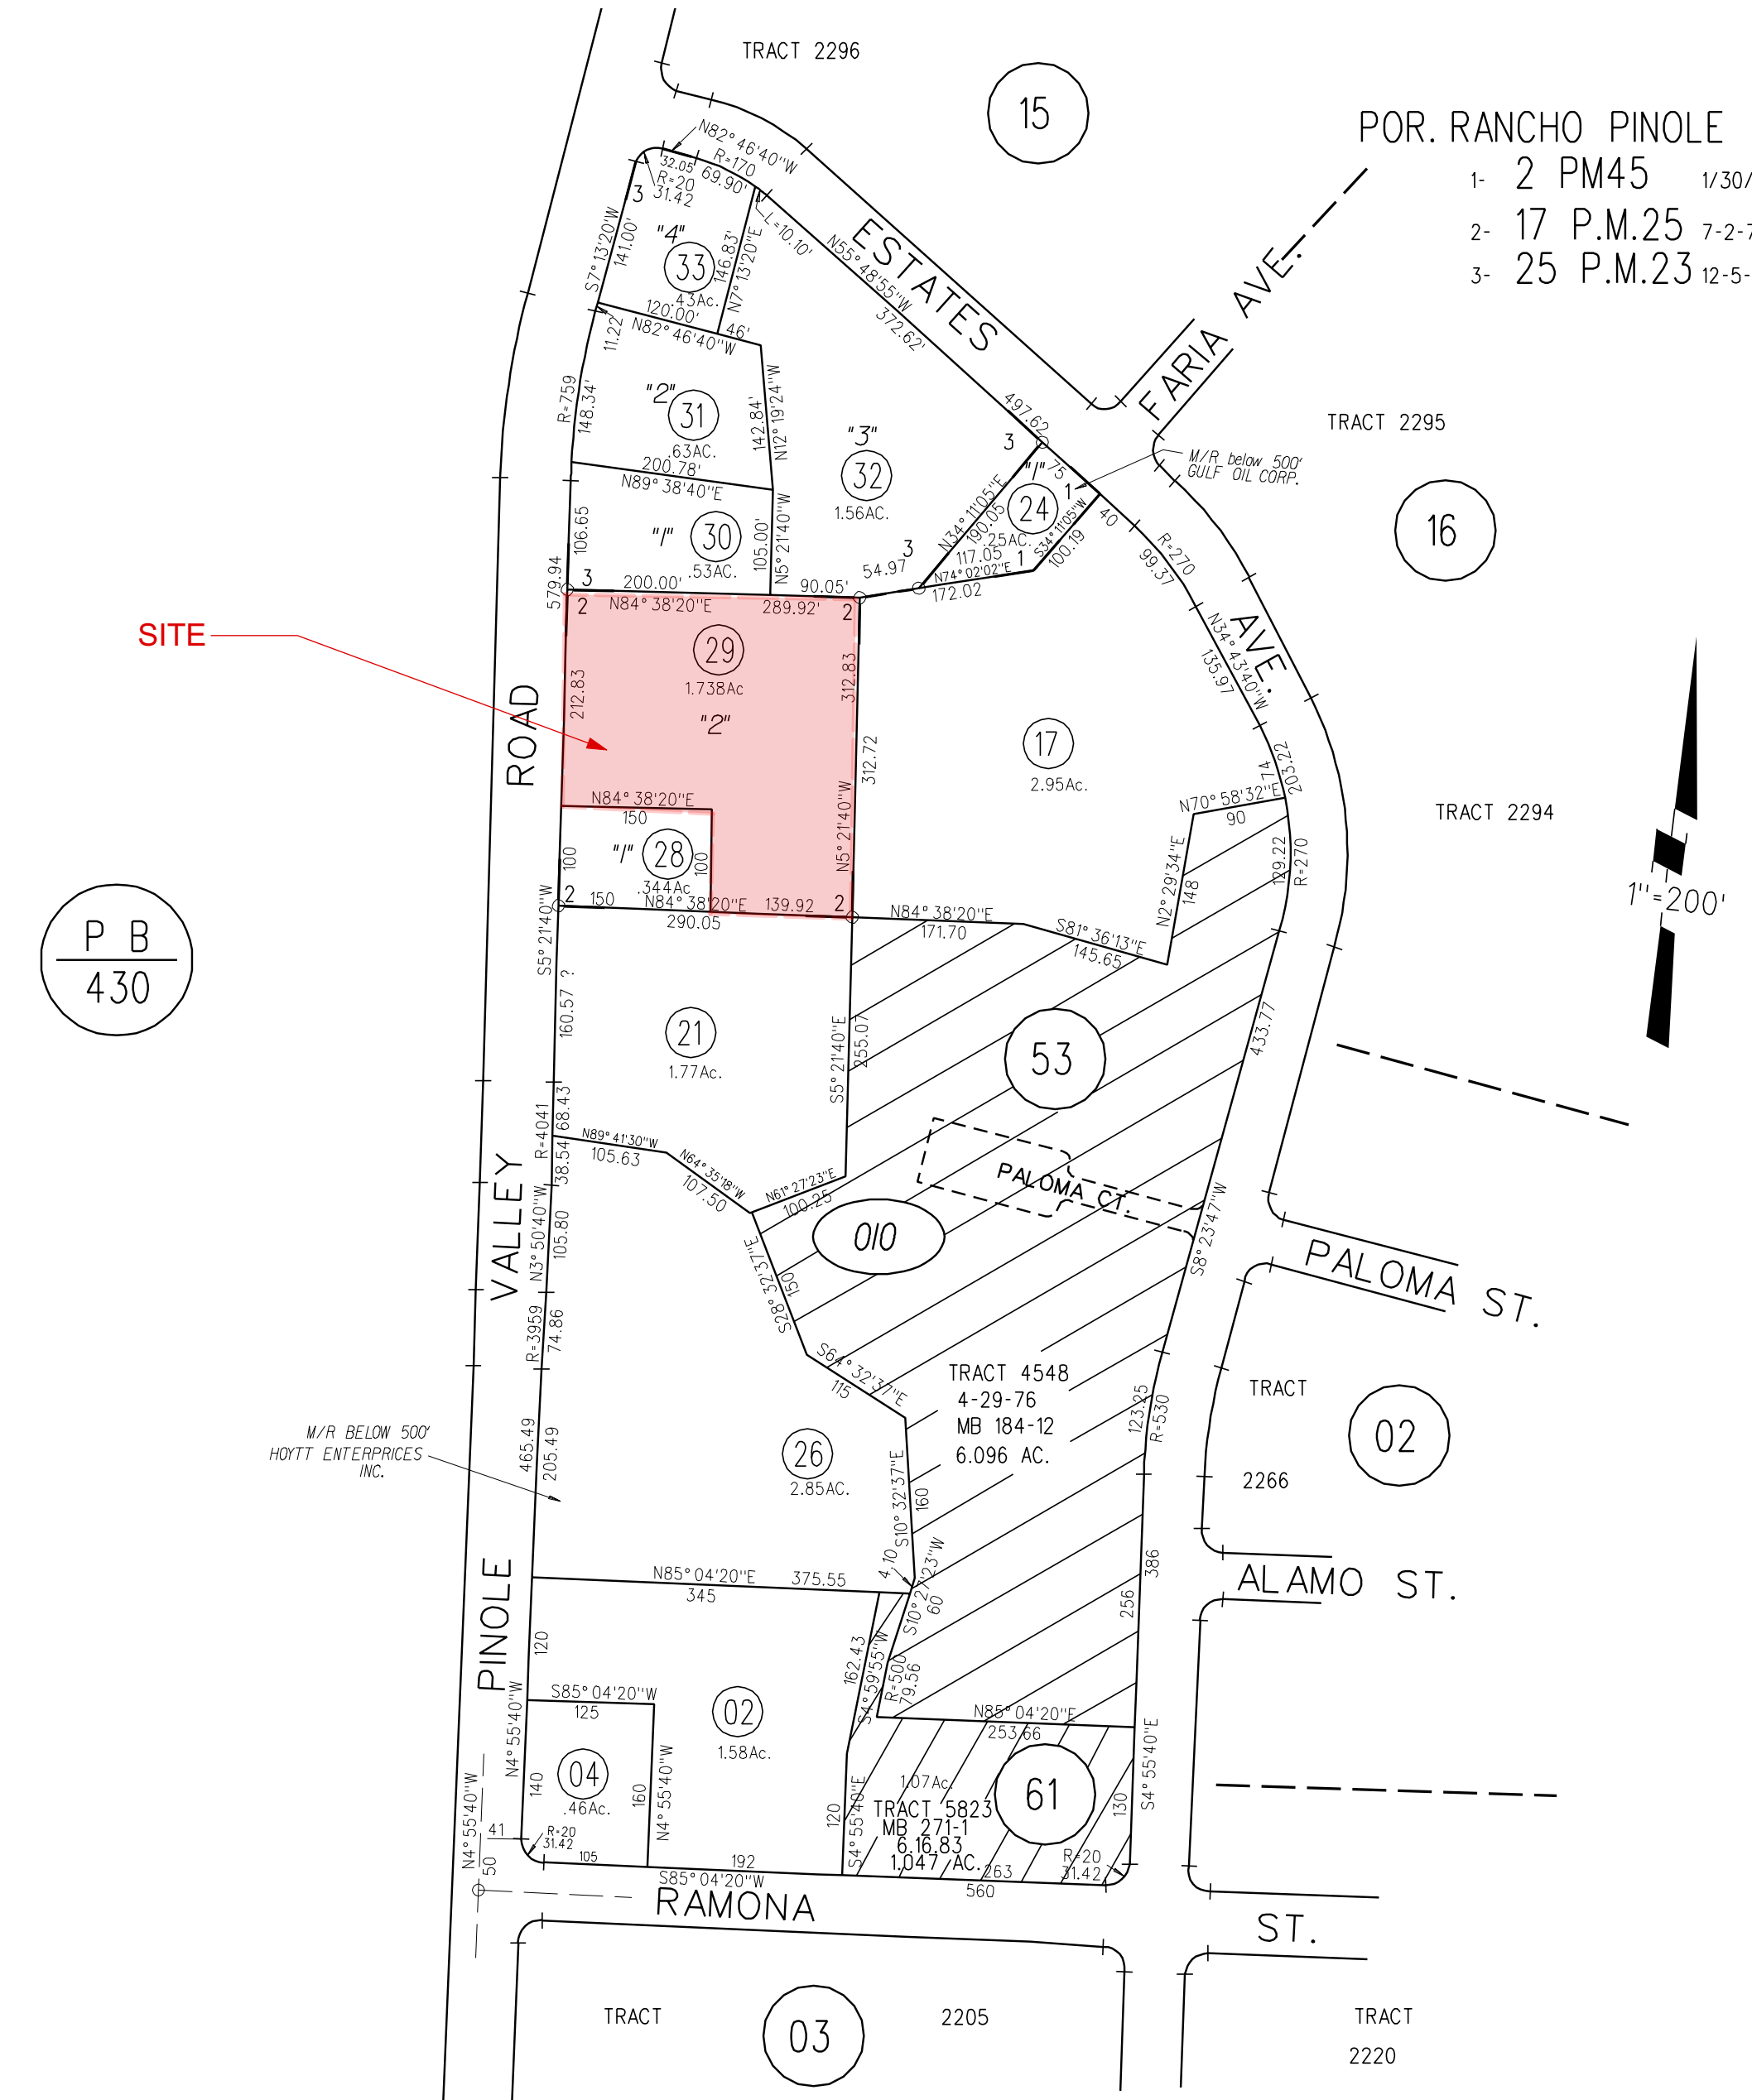 TRACT 2296
15
POR. RANCHO PINOLE
1- 2 PM45 1/30/
2- 17 P.M.25 7-2-7
3- 25 P.M.23 12-5-
N82°46'40"W
R=170
32.05 69.90'
R=20
31.42
3
"4"
33
.43Ac.
S7°13'20"W
141.00'
146.83'
N7°13'20"E
L=10.10'
N55°48'55"W
372.62'
ESTATES
FARIA AVE.
120.00'
46'
N82°46'40"W
11.22
R=759
148.34'
"2"
31
.63AC.
142.84'
N12°19'24"W
200.78'
N89°38'40"E
"3"
32
1.56AC.
497.62
3
75
"1"
1
24
.25AC.
M/R below 500'
GULF OIL CORP.
TRACT 2295
16
N34°11'05"E
190.05
S34°11'05"W
100.19
40
117.05
1
N74°02'02"E
172.02
R=270
99.37
106.65
"1"
30
.53AC.
105.00'
N5°21'40"W
3
54.97
579.94
3
200.00'
90.05'
2
N84°38'20"E
289.92'
2
SITE
29
1.738Ac
"2"
212.83
312.83
312.72
N5°21'40"W
N34°43'40"W
135.97
AVE.
17
2.95Ac.
74
203.22
N70°58'32"E
90
TRACT 2294
129.22
R=270
N2°29'34"E
148
1"=200'
ROAD
N84°38'20"E
150
"1"
28
.344Ac
100
100
2
150
N84°38'20"E
139.92
2
290.05
N84°38'20"E
171.70
S81°36'13"E
145.65
P B
430
S5°21'40"W
160.57 ?
21
1.77Ac.
S5°21'40"E
255.07
53
433.77
R=4041
68.43'
38.54
N89°41'30"W
105.63
N64°35'18"W
107.50
N61°27'23"E
100.25
PALOMA CT.
010
S8°23'47"W
VALLEY
N3°50'40"W
105.80
R=3959
74.86
S28°32'37"E
150
PALOMA ST.
S64°32'37"E
115
TRACT 4548
4-29-76
MB 184-12
6.096 AC.
123.25
R=530
TRACT
02
2266
M/R BELOW 500'
HOYTT ENTERPRICES
INC.
465.49
205.49
26
2.85AC.
S10°32'37"E
160
4.10
S10°27'23"W
60
386
256
ALAMO ST.
PINOLE
N85°04'20"E
375.55
345
120
162.43
S4°59'55"W
R=500
79.56
S85°04'20"W
125
02
1.58Ac.
N85°04'20"E
253.66
N4°55'40"W
04
.46Ac.
140
160
N4°55'40"W
61
1.07Ac.
TRACT 5823
MB 271-1
6.16.83
1.047 AC.
120
S4°55'40"E
130
S4°55'40"E
N4°55'40"W
41
50
R=20
31.42
105
192
S85°04'20"W
263
560
R=20
31.42
RAMONA ST.
TRACT 2205
03
TRACT
2220